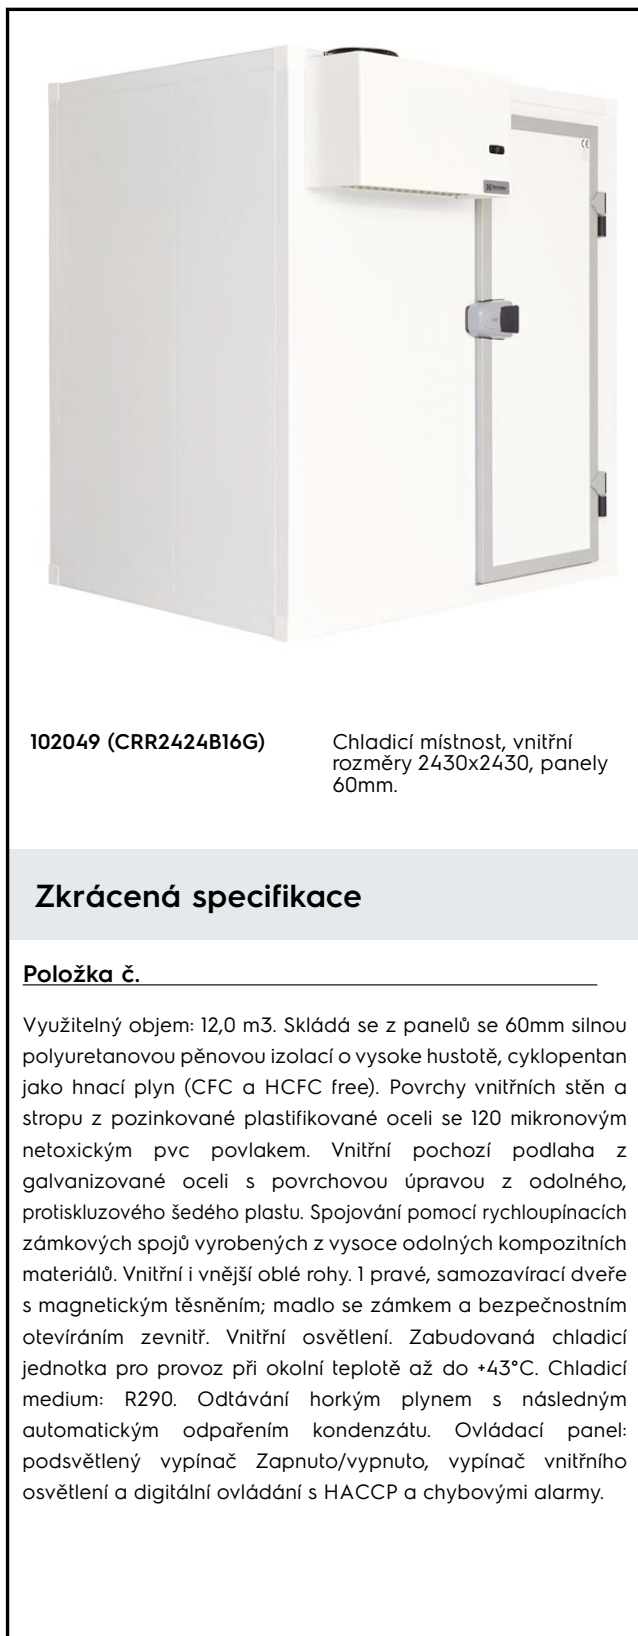 102049 (CRR2424B16G)
Chladicí místnost, vnitřní
rozměry 2430x2430, panely
60mm.
Zkrácená specifikace
Položka č.
Využitelný objem: 12,0 m3. Skládá se z panelů se 60mm silnou
polyuretanovou pěnovou izolací o vysoke hustotě, cyklopentan
jako hnací plyn (CFC a HCFC free). Povrchy vnitřních stěn a
stropu z pozinkované plastifikované oceli se 120 mikronovým
netoxickým pvc povlakem. Vnitřní pochozí podlaha z
galvanizované oceli s povrchovou úpravou z odolného,
protiskluzového šedého plastu. Spojování pomocí rychloupínacích
zámkových spojů vyrobených z vysoce odolných kompozitních
materiálů. Vnitřní i vnější oblé rohy. 1 pravé, samozavírací dveře
s magnetickým těsněním; madlo se zámkem a bezpečnostním
otevíráním zevnitř. Vnitřní osvětlení. Zabudovaná chladicí
jednotka pro provoz při okolní teplotě až do +43°C. Chladicí
medium: R290. Odtávání horkým plynem s následným
automatickým odpařením kondenzátu. Ovládací panel:
podsvětlený vypínač Zapnuto/vypnuto, vypínač vnitřního
osvětlení a digitální ovládání s HACCP a chybovými alarmy.